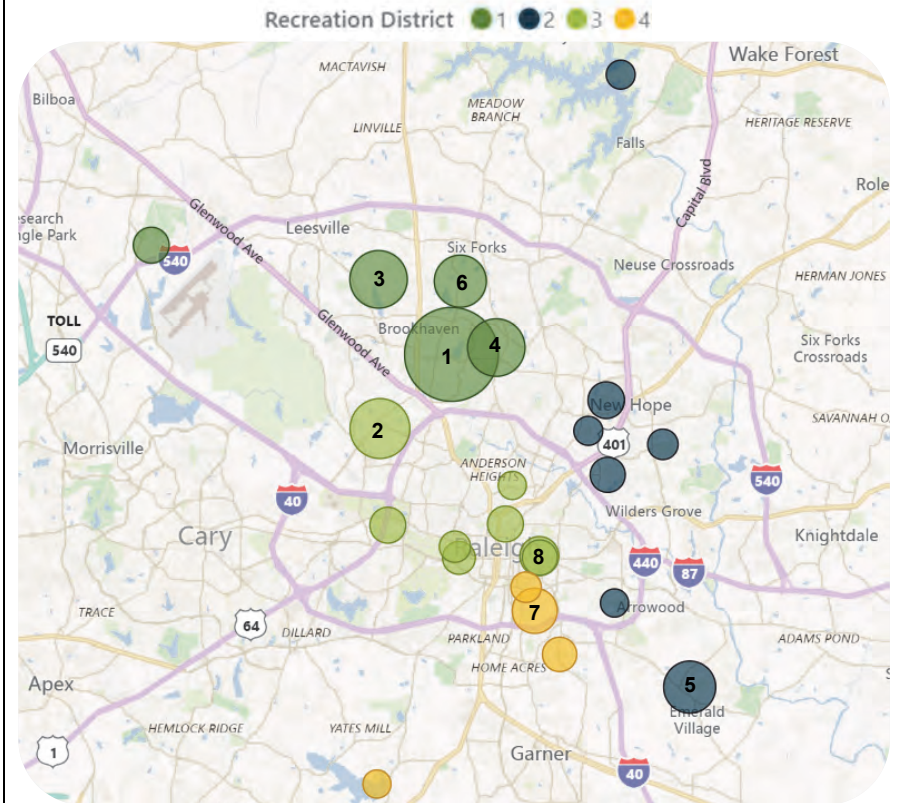 Recreation District 1 2 3 4
Wake Forest
MACTAVISH
Bilboa
MEADOW
BRANCH
LINVILLE
HERITAGE RESERVE
Falls
Capital Blvd
Role
Glenwood Ave
esearch
ngle Park
Leesville
Six Forks
540
Neuse Crossroads
HERMAN JONES
3
6
TOLL
540
Glenwood Ave
Brookhaven
1
4
Six Forks
Crossroads
New Hope
SAVANNAH O
2
401
Morrisville
ANDERSON
HEIGHTS
40
540
Wilders Grove
Cary
Knightdale
Raleigh
8
440
87
TRACE
64
DILLARD
7
Arrowood
PARKLAND
ADAMS POND
HOME ACRES
Apex
5
Emerald
Village
HEMLOCK RIDGE
YATES MILL
1
Garner
40